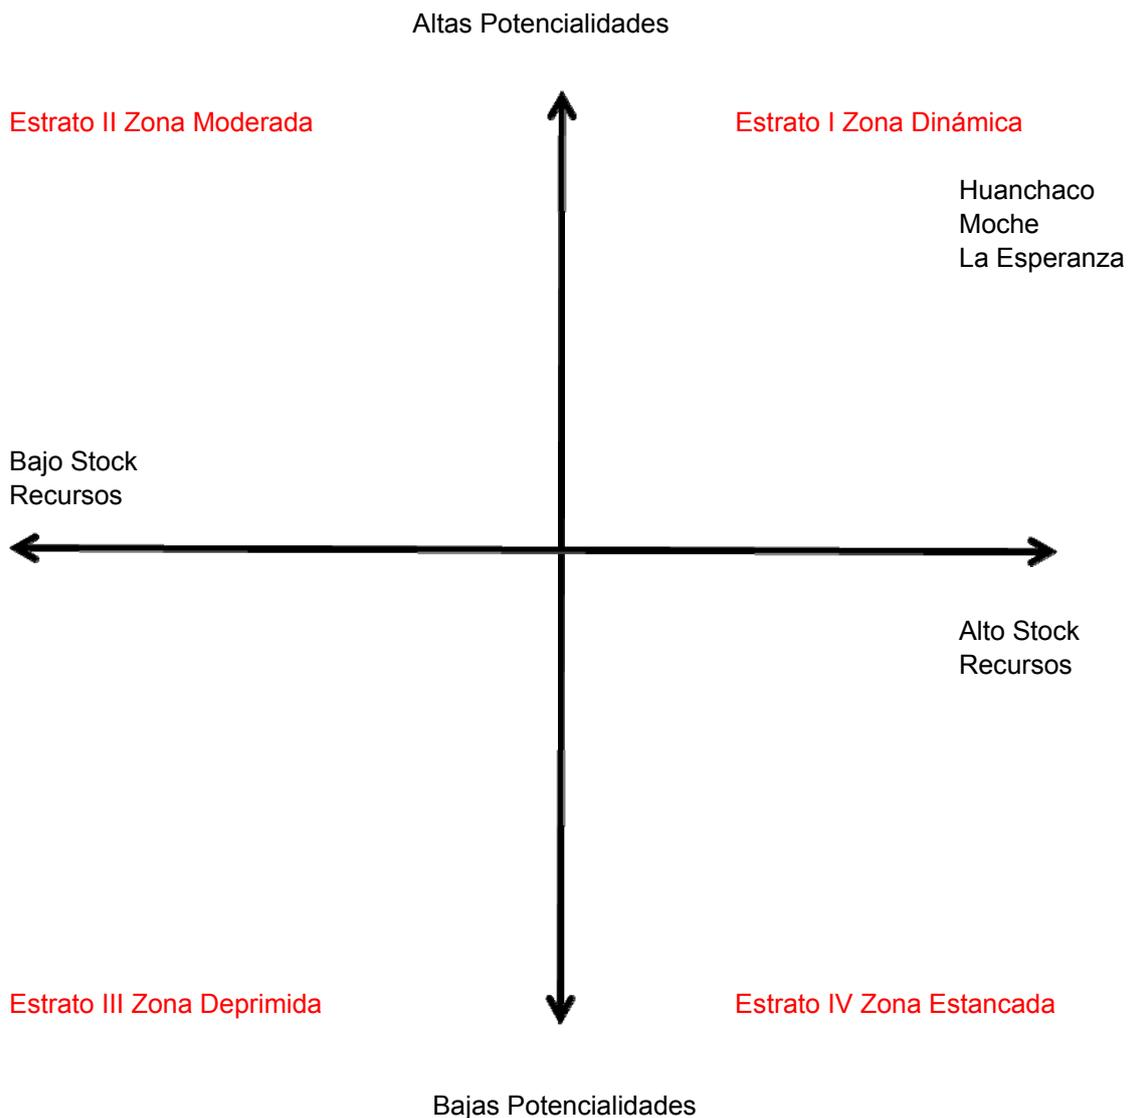 Altas Potencialidades
Estrato II Zona Moderada
Estrato I Zona Dinámica
Huanchaco
Moche
La Esperanza
Bajo Stock
Recursos
Alto Stock
Recursos
Estrato III Zona Deprimida
Estrato IV Zona Estancada
Bajas Potencialidades